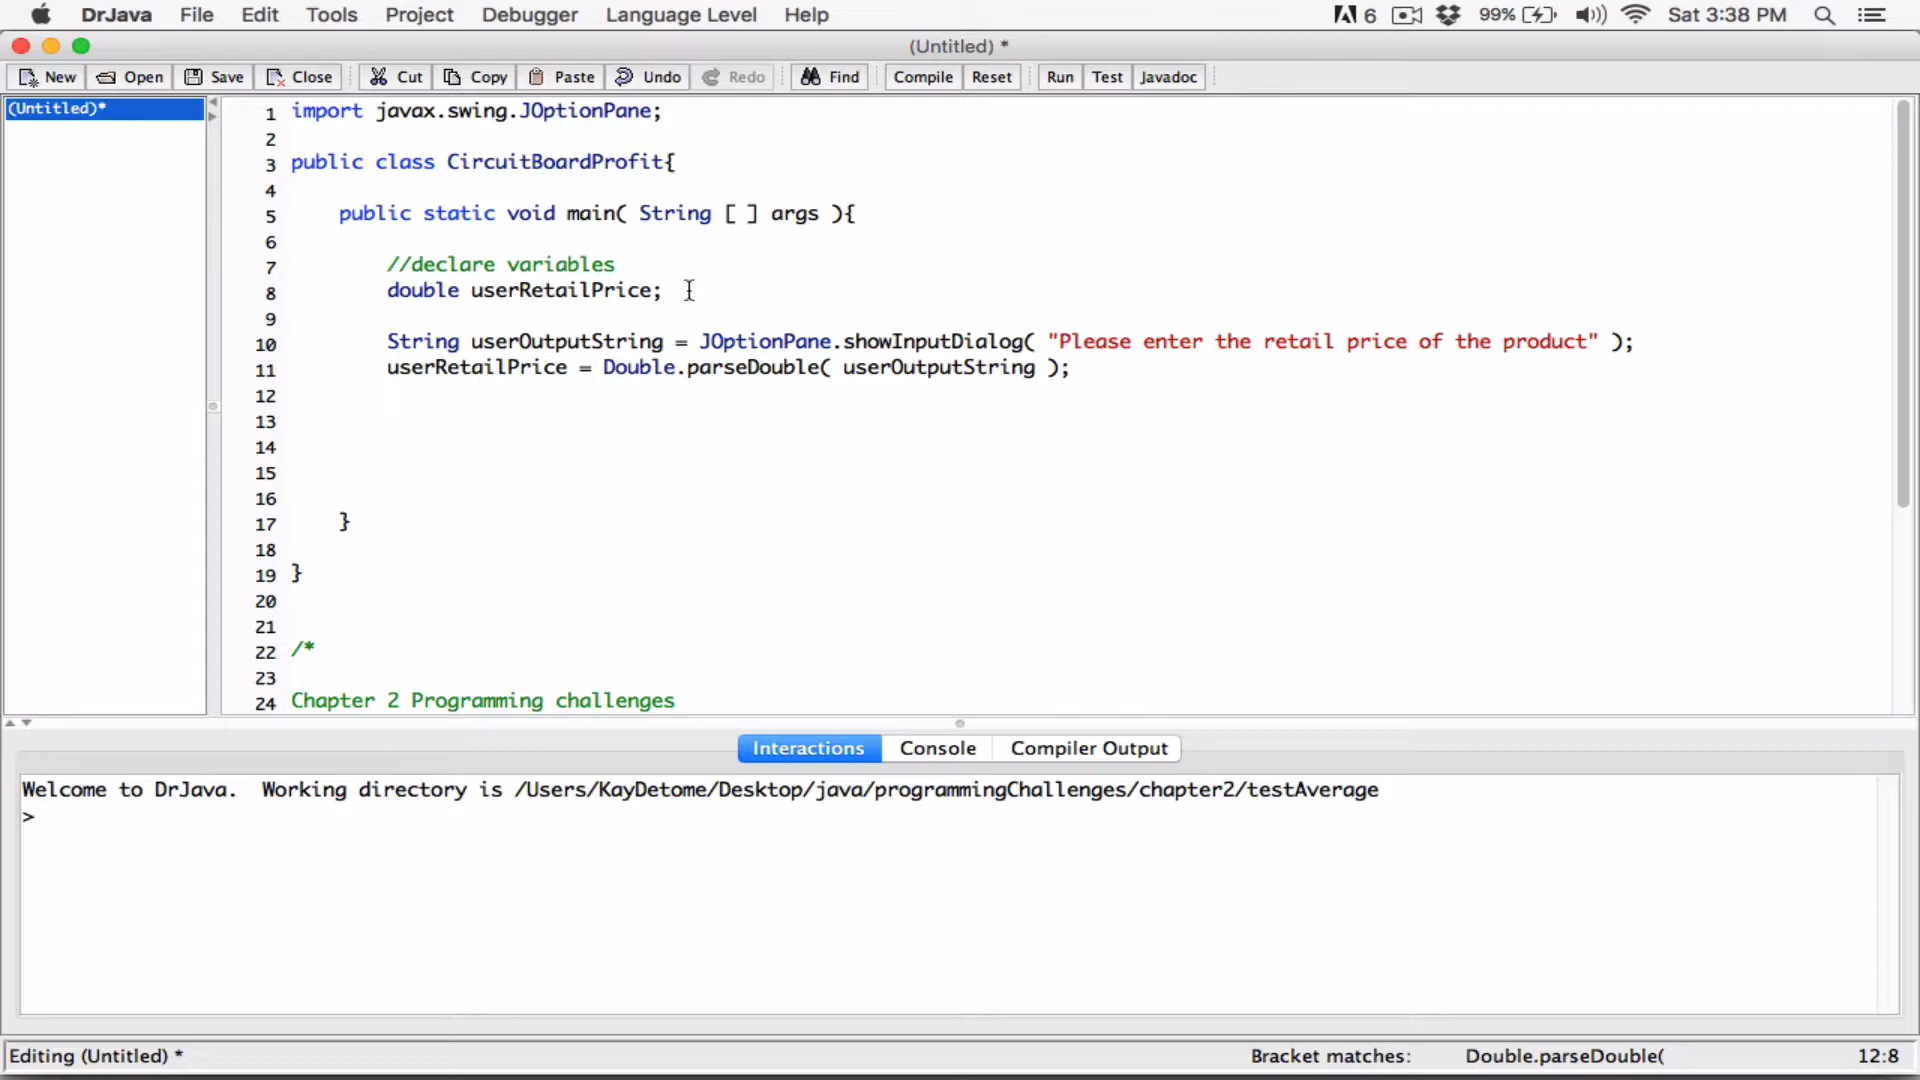 DrJava File Edit Tools Project Debugger Language Level Help 6 99% Sat 3:38 PM
(Untitled) *
New Open Save Close Cut Copy Paste Undo Redo Find Compile Reset Run Test Javadoc
(Untitled)*
1 import javax.swing.JOptionPane;
2
3 public class CircuitBoardProfit{
4
5 public static void main( String [ ] args ){
6
7 //declare variables
8 double userRetailPrice;
9
10 String userOutputString = JOptionPane.showInputDialog( "Please enter the retail price of the product" );
11 userRetailPrice = Double.parseDouble( userOutputString );
12
13
14
15
16
17 }
18
19 }
20
21
22 /*
23
24 Chapter 2 Programming challenges
Interactions Console Compiler Output
Welcome to DrJava. Working directory is /Users/KayDetome/Desktop/java/programmingChallenges/chapter2/testAverage
>
Editing (Untitled) * Bracket matches: Double.parseDouble( 12:8